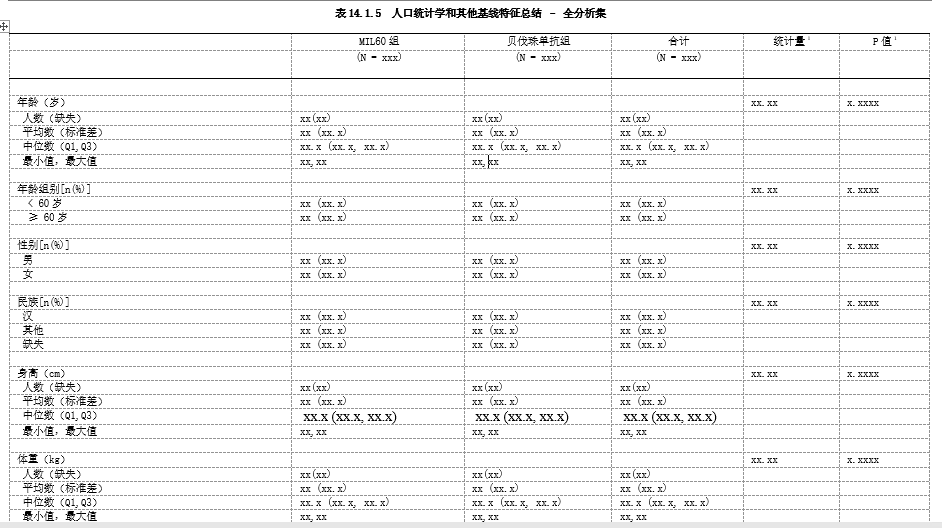 表14.1.5 人口统计学和其他基线特征总结 - 全分析集
MIL60 组 贝伐珠单抗组 合计 统计量¹ P 值¹
(N = xxx) (N = xxx) (N = xxx)
年龄（岁） xx.xx x.xxxx
人数（缺失） xx(xx) xx(xx) xx(xx)
平均数（标准差） xx (xx.x) xx (xx.x) xx (xx.x)
中位数（Q1,Q3） xx.x (xx.x, xx.x) xx.x (xx.x, xx.x) xx.x (xx.x, xx.x)
最小值，最大值 xx,xx xx,xx xx,xx
年龄组别[n(%)] xx.xx x.xxxx
< 60 岁 xx (xx.x) xx (xx.x) xx (xx.x)
≥ 60 岁 xx (xx.x) xx (xx.x) xx (xx.x)
性别[n(%)] xx.xx x.xxxx
男 xx (xx.x) xx (xx.x) xx (xx.x)
女 xx (xx.x) xx (xx.x) xx (xx.x)
民族[n(%)] xx.xx x.xxxx
汉 xx (xx.x) xx (xx.x) xx (xx.x)
其他 xx (xx.x) xx (xx.x) xx (xx.x)
缺失 xx (xx.x) xx (xx.x) xx (xx.x)
身高（cm） xx.xx x.xxxx
人数（缺失） xx(xx) xx(xx) xx(xx)
平均数（标准差） xx (xx.x) xx (xx.x) xx (xx.x)
中位数（Q1,Q3） xx.x (xx.x, xx.x) xx.x (xx.x, xx.x) xx.x (xx.x, xx.x)
最小值，最大值 xx,xx xx,xx xx,xx
体重（kg） xx.xx x.xxxx
人数（缺失） xx(xx) xx(xx) xx(xx)
平均数（标准差） xx (xx.x) xx (xx.x) xx (xx.x)
中位数（Q1,Q3） xx.x (xx.x, xx.x) xx.x (xx.x, xx.x) xx.x (xx.x, xx.x)
最小值，最大值 xx,xx xx,xx xx,xx